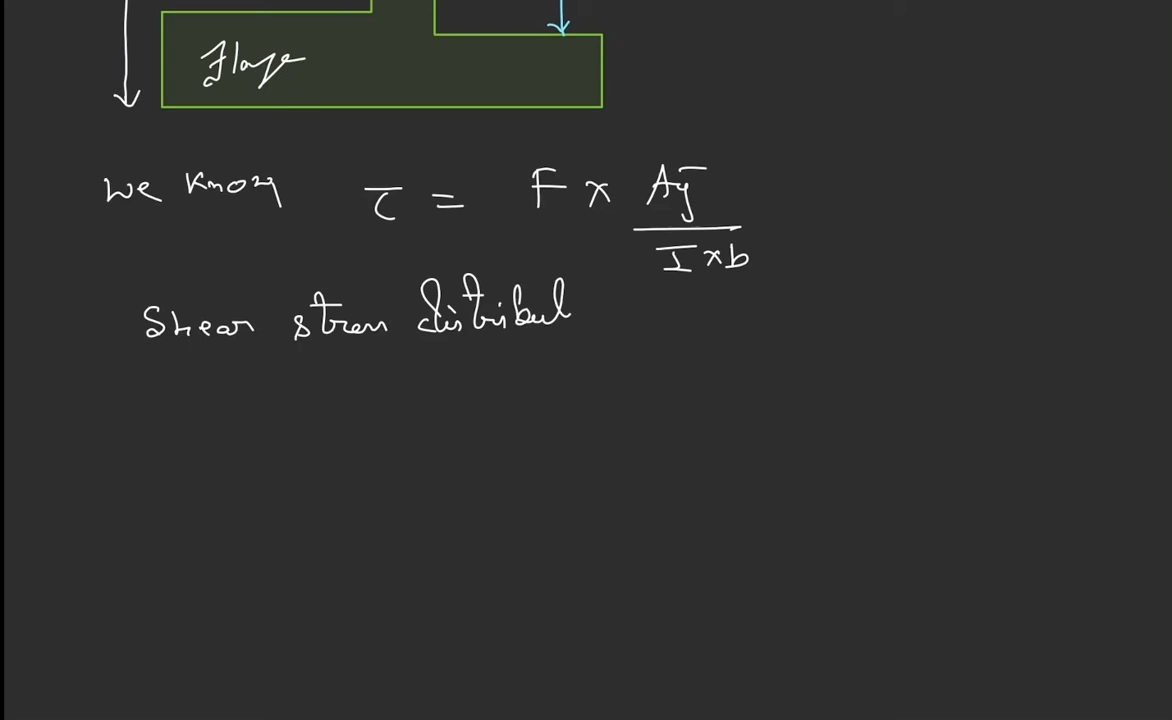 Flange
We know τ = F × Aȳ / I × b
Shear stress distribut